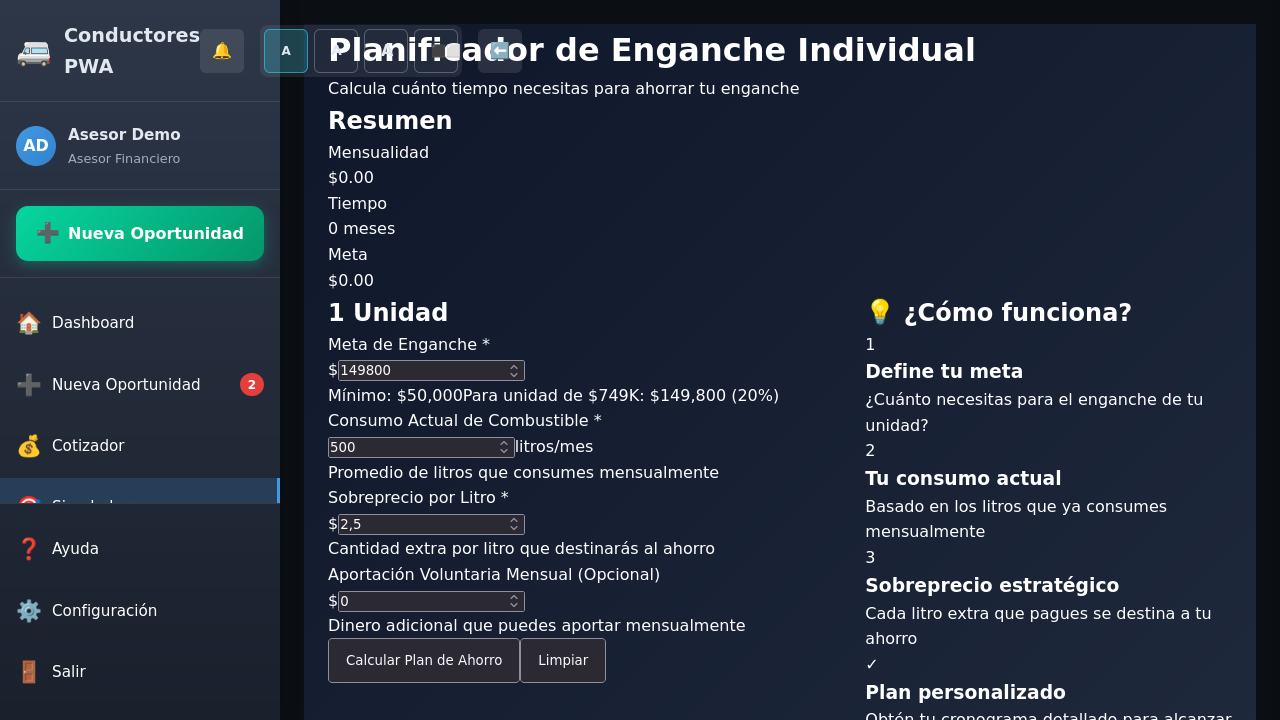 Conductores
PWA
🔔
A
Asesor Demo
AD
Asesor Financiero
➕ Nueva Oportunidad
🏠 Dashboard
➕ Nueva Oportunidad 2
💰 Cotizador
❓ Ayuda
⚙️ Configuración
🚪 Salir
Planificador de Enganche Individual
Calcula cuánto tiempo necesitas para ahorrar tu enganche
Resumen
Mensualidad
$0.00
Tiempo
0 meses
Meta
$0.00
1 Unidad
Meta de Enganche *
$149800
Mínimo: $50,000Para unidad de $749K: $149,800 (20%)
Consumo Actual de Combustible *
500 litros/mes
Promedio de litros que consumes mensualmente
Sobreprecio por Litro *
$2,5
Cantidad extra por litro que destinarás al ahorro
Aportación Voluntaria Mensual (Opcional)
$0
Dinero adicional que puedes aportar mensualmente
Calcular Plan de Ahorro Limpiar
💡 ¿Cómo funciona?
1
Define tu meta
¿Cuánto necesitas para el enganche de tu
unidad?
2
Tu consumo actual
Basado en los litros que ya consumes
mensualmente
3
Sobreprecio estratégico
Cada litro extra que pagues se destina a tu
ahorro
✓
Plan personalizado
Obtén tu cronograma detallado para alcanzar